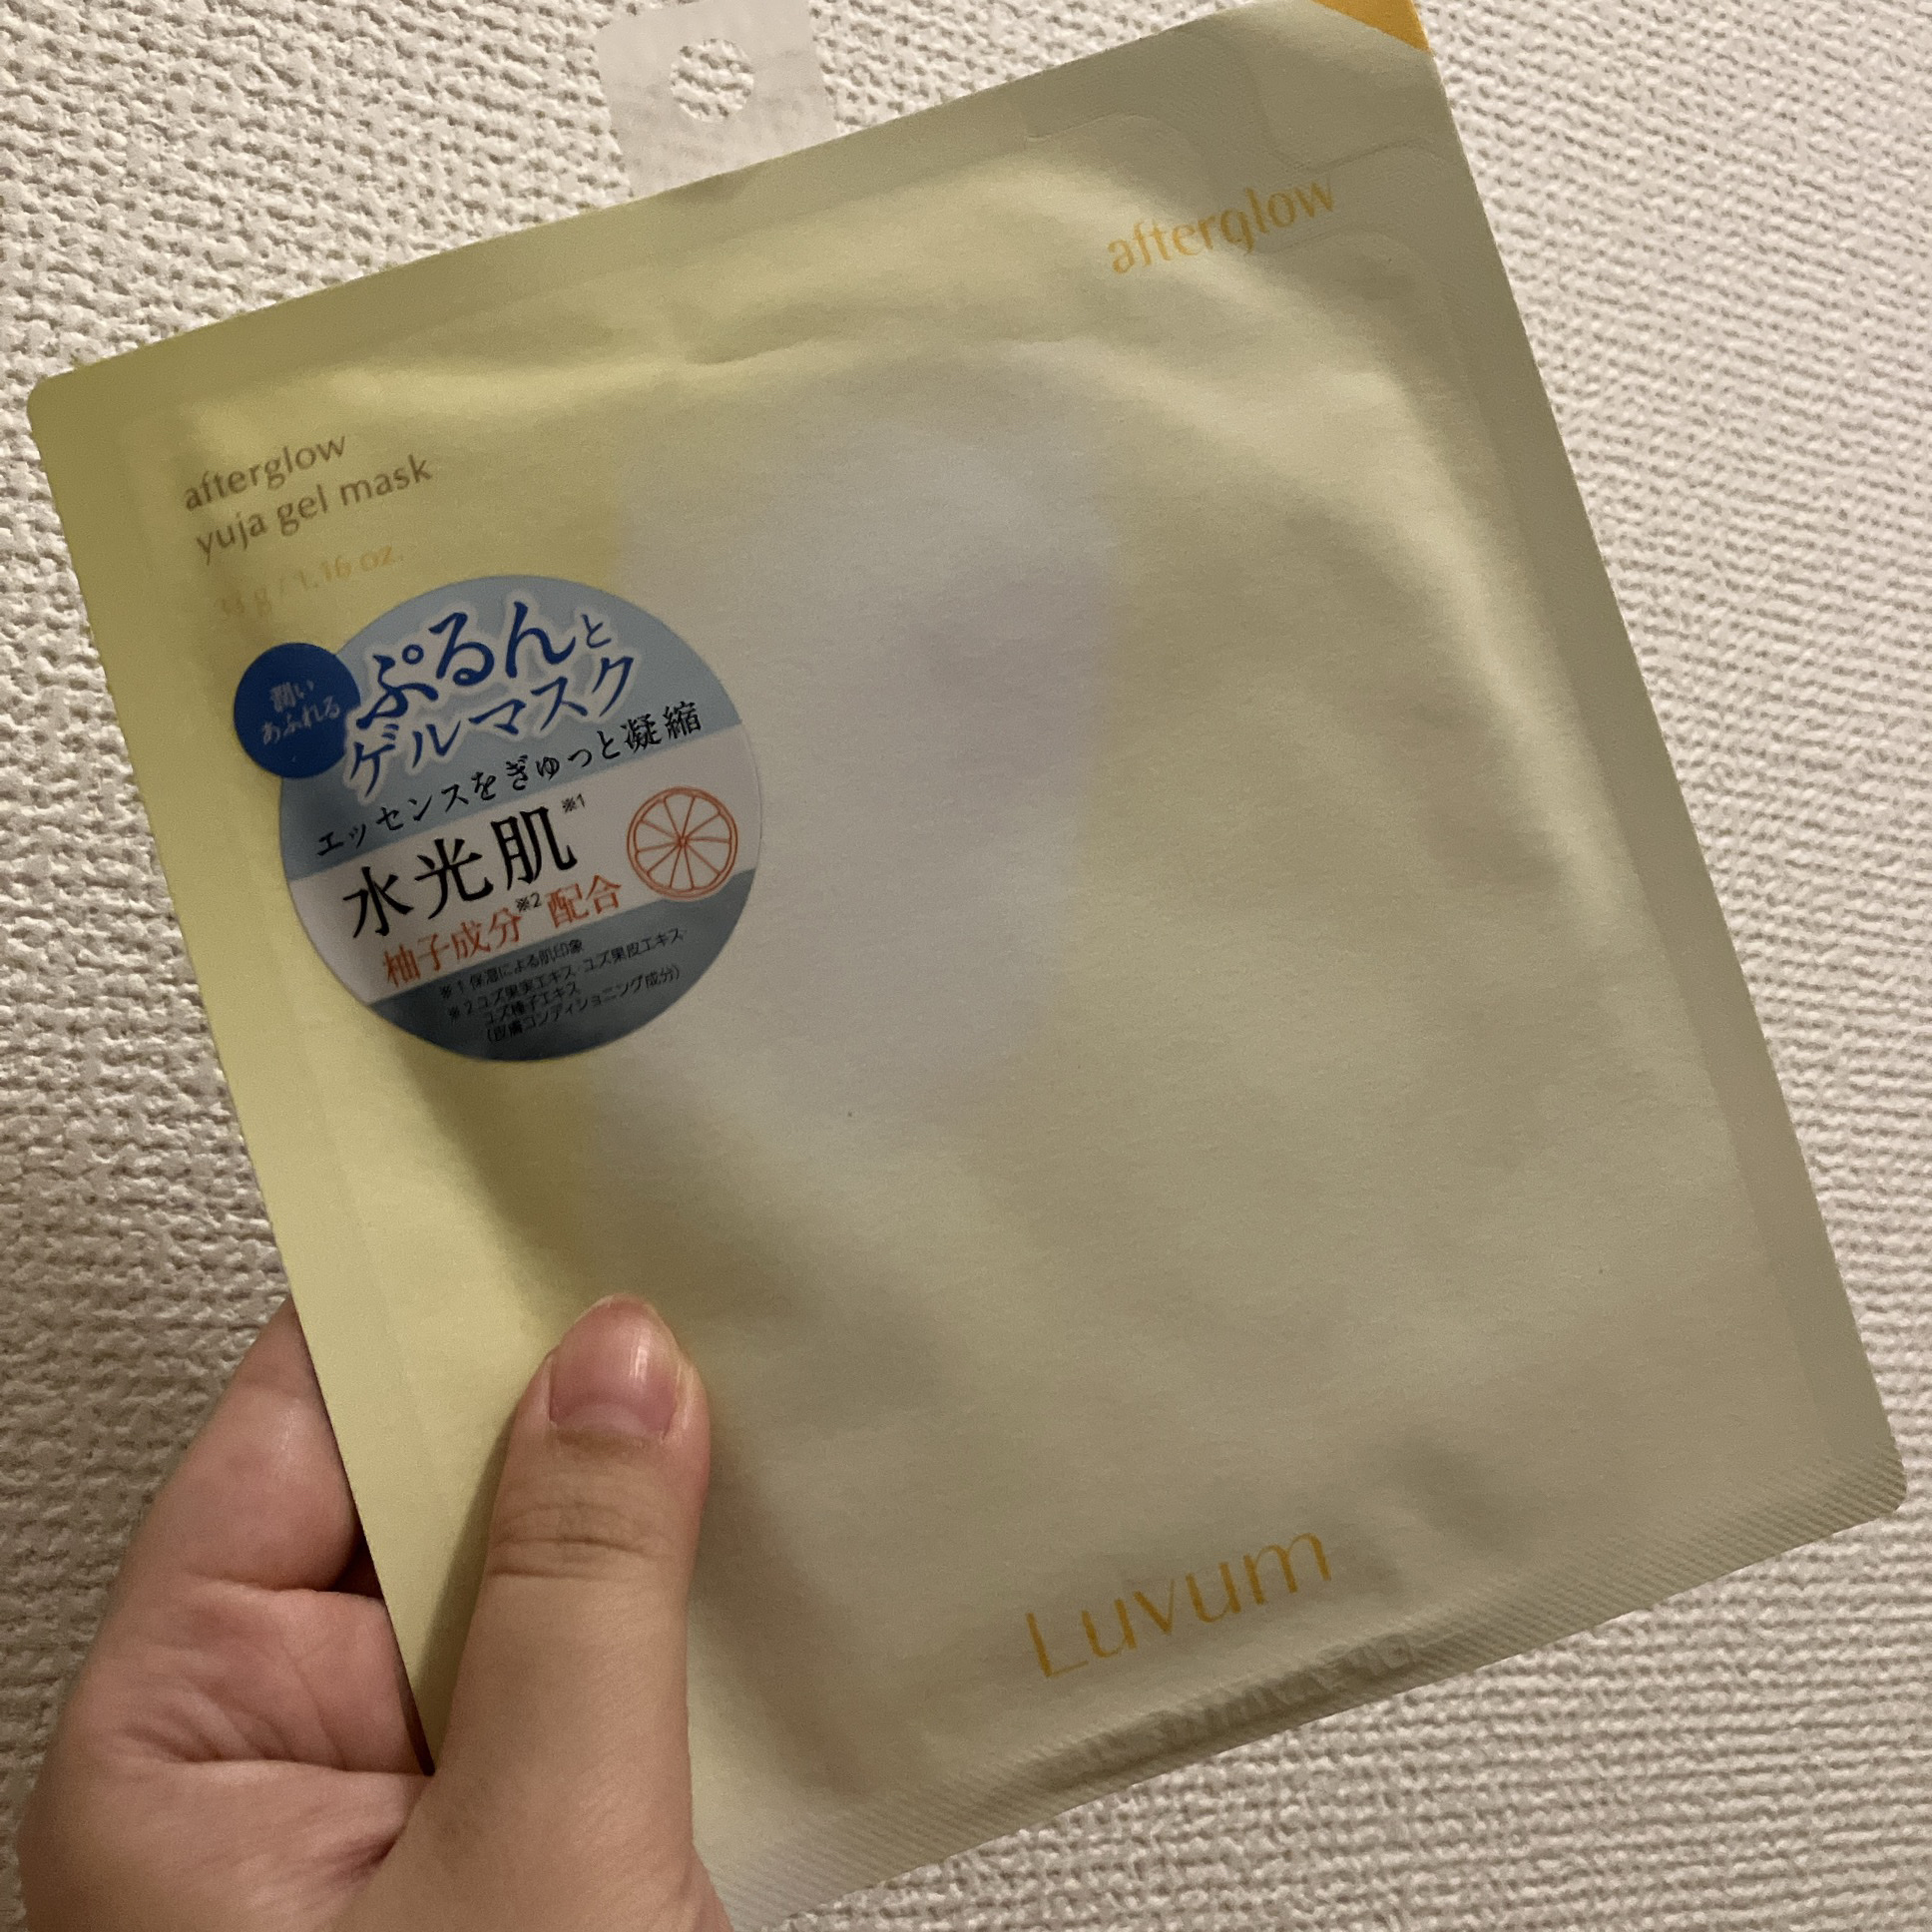 afterglow
afterglow
yuja gel mask
33 g / 1.16 oz.
潤い
あふれる
ぷるんと
ゲルマスク
エッセンスをぎゅっと凝縮
水光肌※1
柚子成分※2配合
※1 保湿による肌印象
※2 ユズ果実エキス・ユズ果皮エキス・
ユズ種子エキス
(皮膚コンディショニング成分)
Luvum